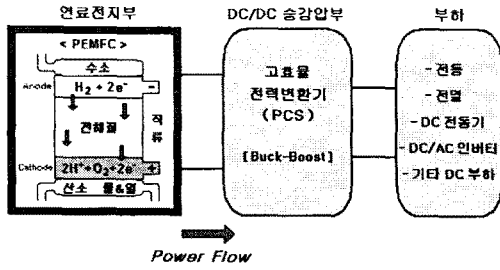 연료전지부
< PEMFC >
수소
Anode
H₂ + 2e⁻
-
전해질
직류
Cathode
2H⁺+O₂+2e⁻
+
산소 물&열
DC/DC 승강압부
고효물
전력변환기
(PCS)
[Buck-Boost]
부하
- 전등
- 전열
- DC 전동기
- DC/AC 인버터
- 기타 DC 부하
Power Flow